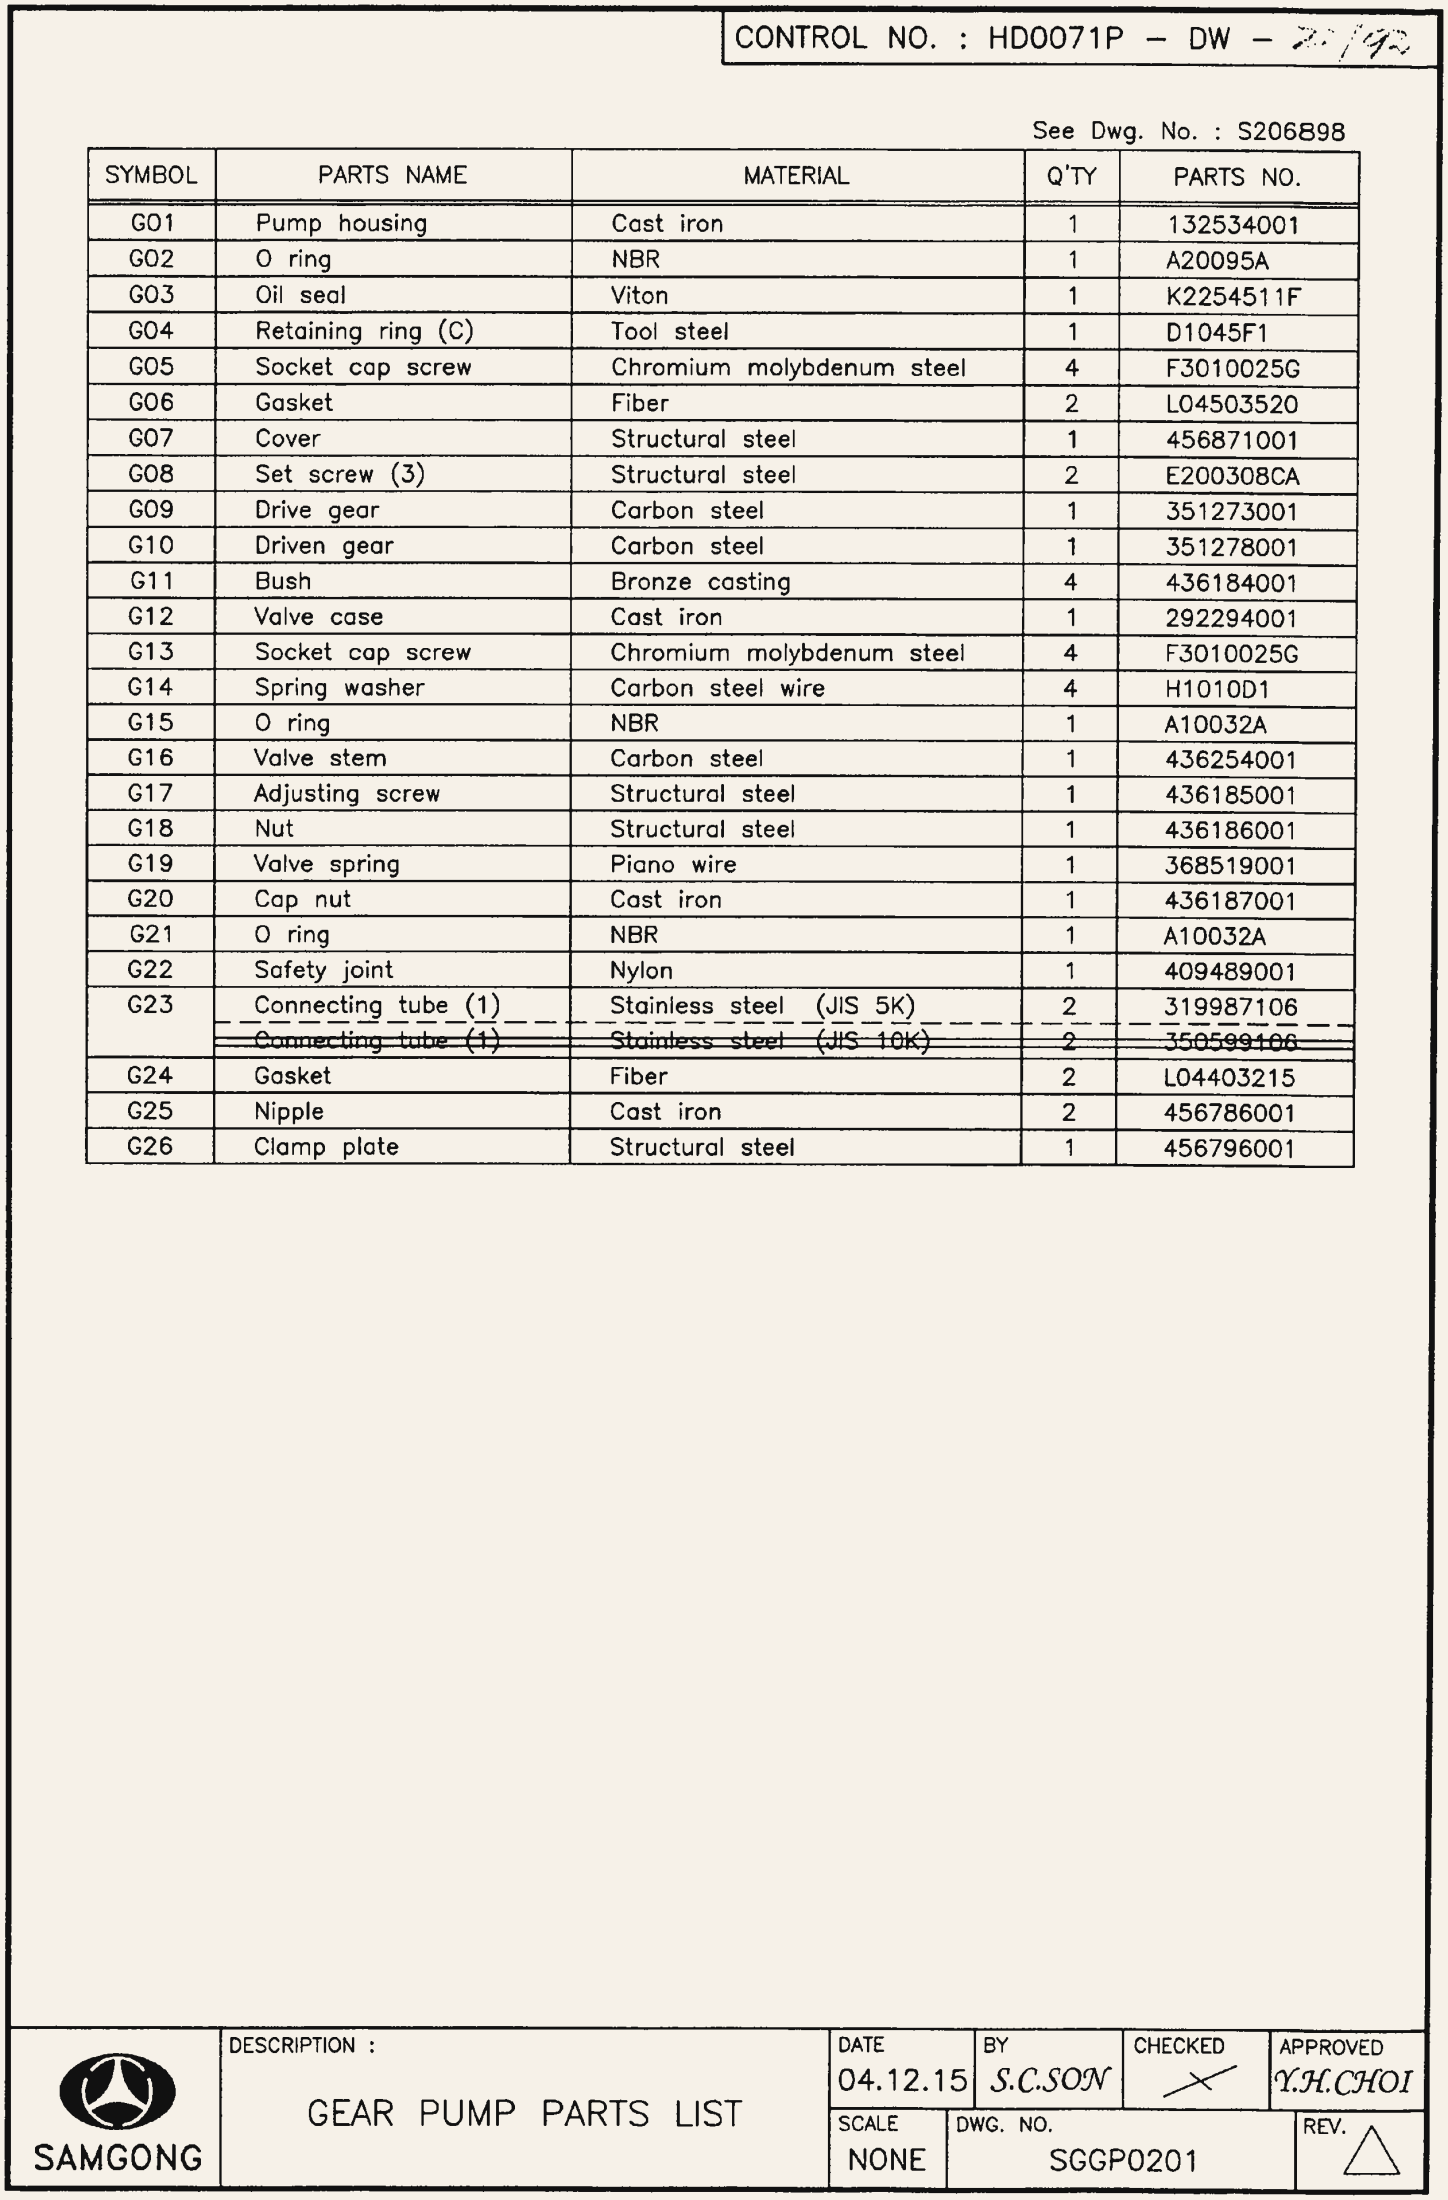 CONTROL NO. : HD0071P – DW – /92
See Dwg. No. : S206898
SYMBOL PARTS NAME MATERIAL Q'TY PARTS NO.
G01 Pump housing Cast iron 1 132534001
G02 O ring NBR 1 A20095A
G03 Oil seal Viton 1 K2254511F
G04 Retaining ring (C) Tool steel 1 D1045F1
G05 Socket cap screw Chromium molybdenum steel 4 F3010025G
G06 Gasket Fiber 2 L04503520
G07 Cover Structural steel 1 456871001
G08 Set screw (3) Structural steel 2 E200308CA
G09 Drive gear Carbon steel 1 351273001
G10 Driven gear Carbon steel 1 351278001
G11 Bush Bronze casting 4 436184001
G12 Valve case Cast iron 1 292294001
G13 Socket cap screw Chromium molybdenum steel 4 F3010025G
G14 Spring washer Carbon steel wire 4 H1010D1
G15 O ring NBR 1 A10032A
G16 Valve stem Carbon steel 1 436254001
G17 Adjusting screw Structural steel 1 436185001
G18 Nut Structural steel 1 436186001
G19 Valve spring Piano wire 1 368519001
G20 Cap nut Cast iron 1 436187001
G21 O ring NBR 1 A10032A
G22 Safety joint Nylon 1 409489001
G23 Connecting tube (1) Stainless steel (JIS 5K) 2 319987106
Connecting tube (1) Stainless steel (JIS 10K) 2 350599106
G24 Gasket Fiber 2 L04403215
G25 Nipple Cast iron 2 456786001
G26 Clamp plate Structural steel 1 456796001
SAMGONG
DESCRIPTION :
GEAR PUMP PARTS LIST
DATE BY CHECKED APPROVED
04.12.15 S.C.SON Y.H.CHOI
SCALE DWG. NO. REV.
NONE SGGP0201